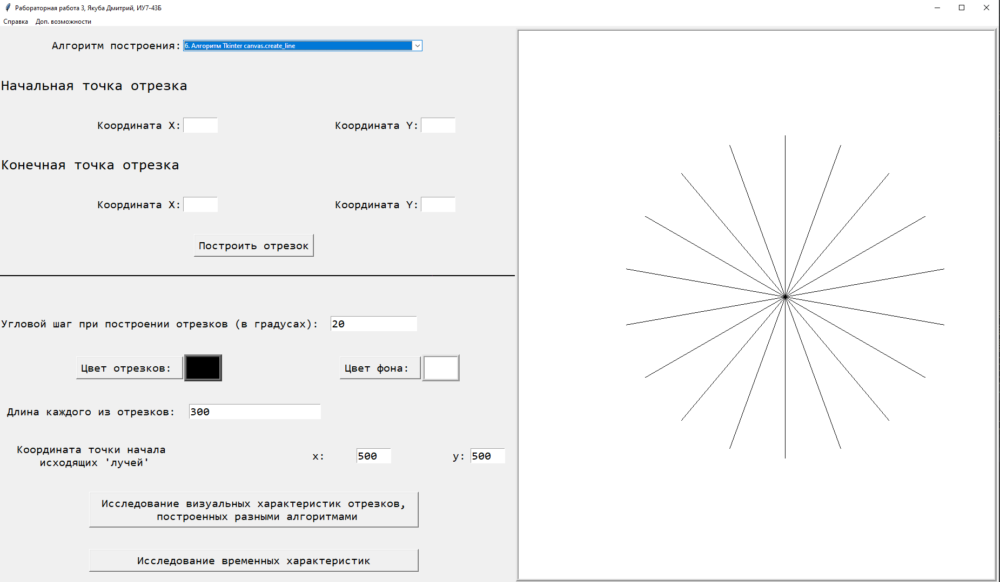 Рабораторная работа 3, Якуба Дмитрий, ИУ7-43Б
Справка Доп. возможности
Алгоритм построения: 6. Алгоритм Tkinter canvas.create_line
Начальная точка отрезка
Координата X: Координата Y:
Конечная точка отрезка
Координата X: Координата Y:
Построить отрезок
Угловой шаг при построении отрезков (в градусах): 20
Цвет отрезков: Цвет фона:
Длина каждого из отрезков: 300
Координата точки начала
исходящих 'лучей'
x: 500 y: 500
Исследование визуальных характеристик отрезков,
построенных разными алгоритмами
Исследование временных характеристик